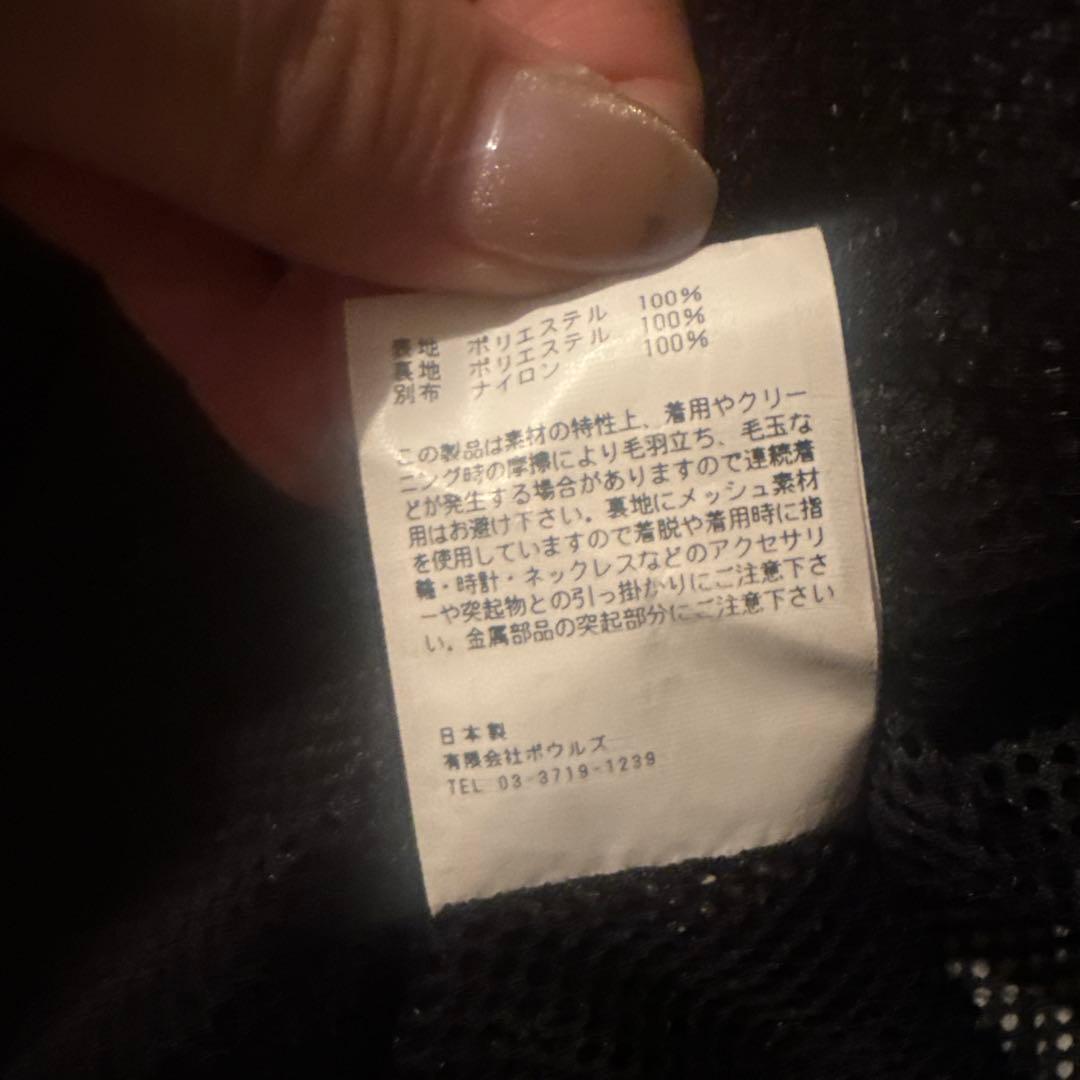 表地 ポリエステル 100%
裏地 ポリエステル 100%
別布 ナイロン 100%
この製品は素材の特性上、着用やクリー
ニング時の摩擦により毛羽立ち、毛玉な
どが発生する場合がありますので連続着
用はお避け下さい。裏地にメッシュ素材
を使用していますので着脱や着用時に指
輪・時計・ネックレスなどのアクセサリ
ーや突起物との引っ掛かりにご注意下さ
い。金属部品の突起部分にご注意下さい
日本製
有限会社ボウルズ
TEL 03-3719-1239